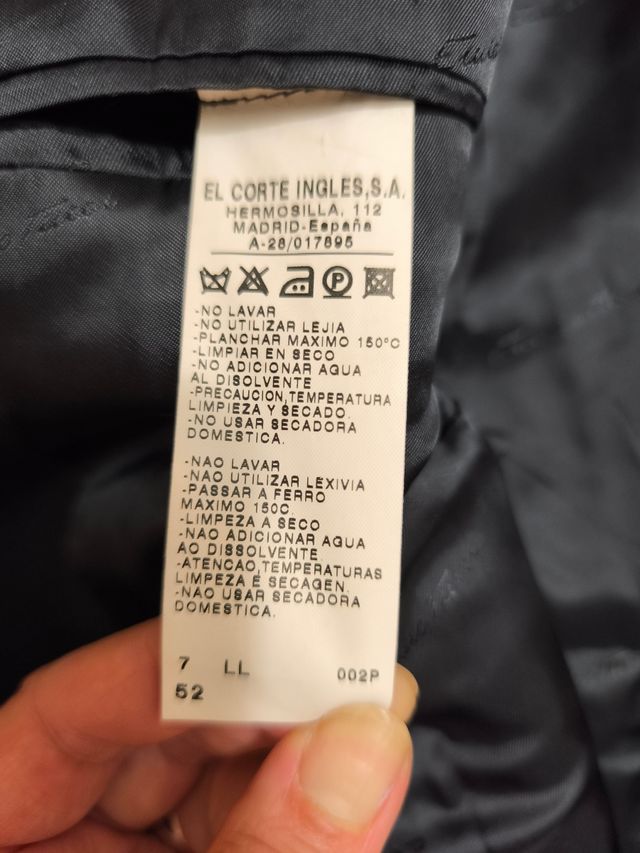 EL CORTE INGLES,S.A.
HERMOSILLA, 112
MADRID-España
A-28/017895
P
-NO LAVAR
-NO UTILIZAR LEJIA
-PLANCHAR MAXIMO 150°C
-LIMPIAR EN SECO
-NO ADICIONAR AGUA
AL DISOLVENTE
-PRECAUCION,TEMPERATURA
LIMPIEZA Y SECADO.
-NO USAR SECADORA
DOMESTICA.
-NAO LAVAR
-NAO UTILIZAR LEXIVIA
-PASSAR A FERRO
MAXIMO 150C.
-LIMPEZA A SECO
-NAO ADICIONAR AGUA
AO DISSOLVENTE
-ATENCAO,TEMPERATURAS
LIMPEZA E SECAGEN.
-NAO USAR SECADORA
DOMESTICA.
7 LL 002P
52